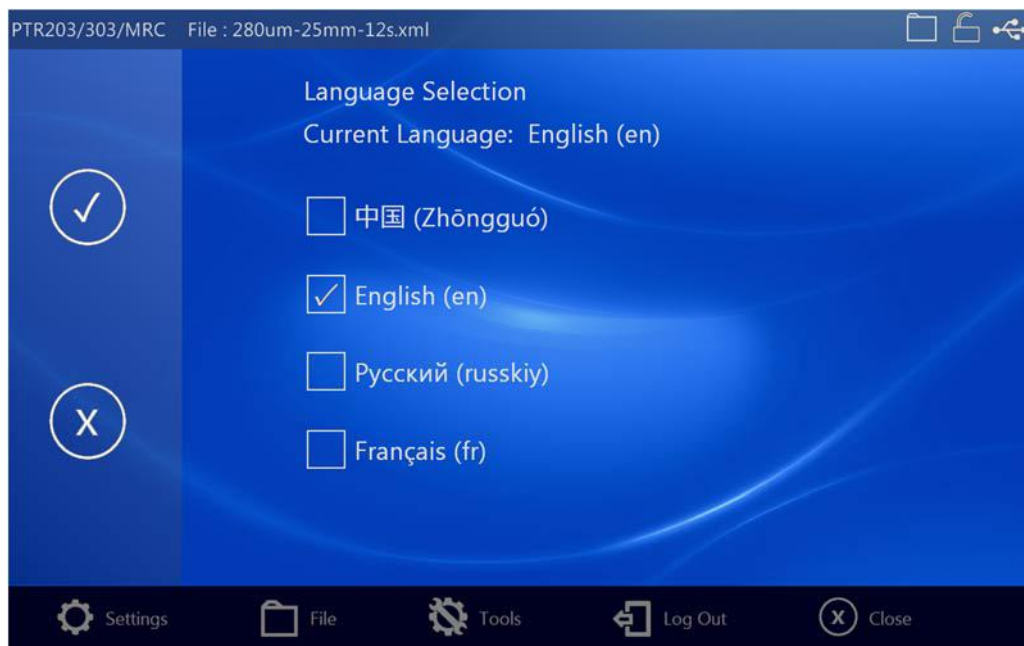 PTR203/303/MRC File : 280um-25mm-12s.xml
Language Selection
Current Language: English (en)
中国 (Zhōngguó)
English (en)
Русский (russkiy)
Français (fr)
X
Settings File Tools Log Out X Close